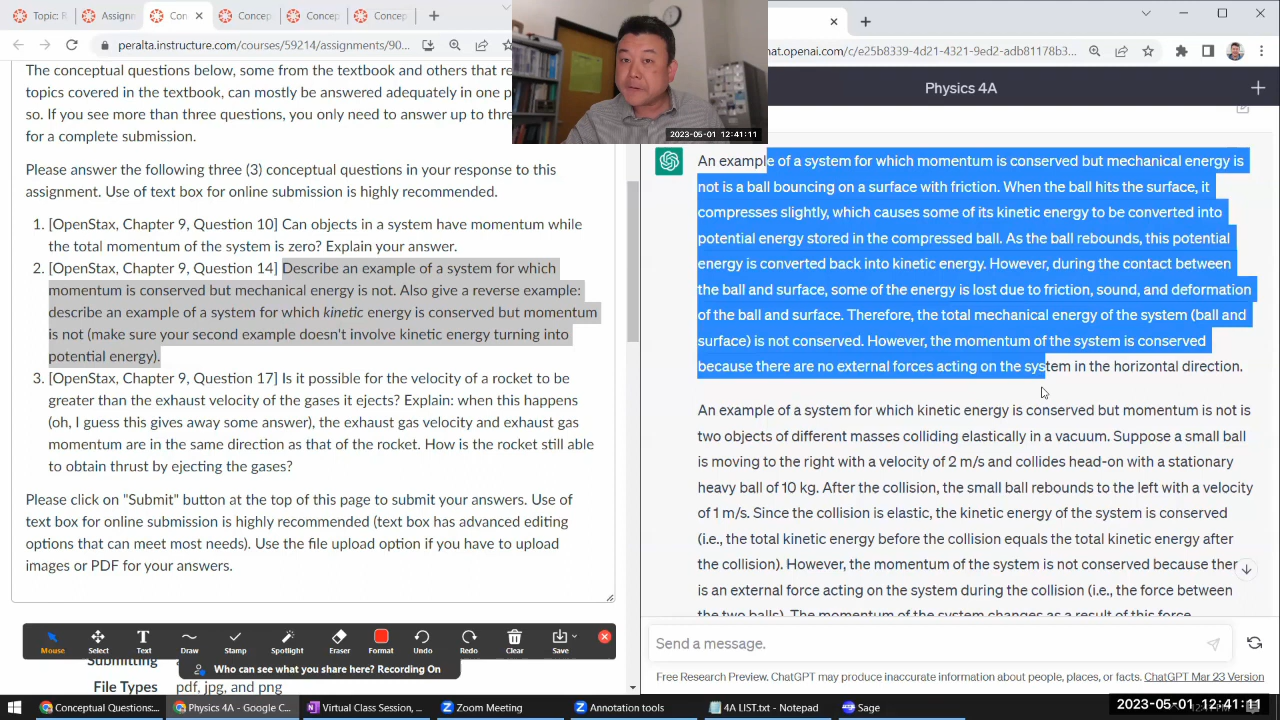 Topic
Topic
Con
Conce
Conce
Topic
peralta.instructure.com/courses/59214/assignments/90...
hat.openai.com/c/e25b8339-4d21-4321-9ed2-adb81178b3...
The conceptual questions below, some from the textbook and others that re
topics covered in the textbook, can mostly be answered adequately in one p
so. If you see more than three questions, you only need to answer up to thre
for a complete submission.
Please answer the following three (3) conceptual questions in your response to this
assignment. Use of text box for online submission is highly recommended.
1. [OpenStax, Chapter 9, Question 10] Can objects in a system have momentum while
the total momentum of the system is zero? Explain your answer.
2. [OpenStax, Chapter 9, Question 14] Describe an example of a system for which
momentum is conserved but mechanical energy is not. Also give a reverse example:
describe an example of a system for which kinetic energy is conserved but momentum
is not (make sure your second example doesn't involve kinetic energy turning into
potential energy).
3. [OpenStax, Chapter 9, Question 17] Is it possible for the velocity of a rocket to be
greater than the exhaust velocity of the gases it ejects? Explain: when this happens
(oh, I guess this gives away some answer), the exhaust gas velocity and exhaust gas
momentum are in the same direction as that of the rocket. How is the rocket still able
to obtain thrust by ejecting the gases?
Please click on "Submit" button at the top of this page to submit your answers. Use of
text box for online submission is highly recommended (text box has advanced editing
options that can meet most needs). Use the file upload option if you have to upload
images or PDF for your answers.
Mouse
Select
Text
Draw
Stamp
Spotlight
Eraser
Format
Undo
Redo
Clear
Save
Who can see what you share here? Recording On
Submitting
File Types
pdf, jpg, and png
2023-05-01 12:41:11
Physics 4A
An example of a system for which momentum is conserved but mechanical energy is
not is a ball bouncing on a surface with friction. When the ball hits the surface, it
compresses slightly, which causes some of its kinetic energy to be converted into
potential energy stored in the compressed ball. As the ball rebounds, this potential
energy is converted back into kinetic energy. However, during the contact between
the ball and surface, some of the energy is lost due to friction, sound, and deformation
of the ball and surface. Therefore, the total mechanical energy of the system (ball and
surface) is not conserved. However, the momentum of the system is conserved
because there are no external forces acting on the system in the horizontal direction.
An example of a system for which kinetic energy is conserved but momentum is not is
two objects of different masses colliding elastically in a vacuum. Suppose a small ball
is moving to the right with a velocity of 2 m/s and collides head-on with a stationary
heavy ball of 10 kg. After the collision, the small ball rebounds to the left with a velocity
of 1 m/s. Since the collision is elastic, the kinetic energy of the system is conserved
(i.e., the total kinetic energy before the collision equals the total kinetic energy after
the collision). However, the momentum of the system is not conserved because ther
is an external force acting on the system during the collision (i.e., the force between
the two balls). The momentum of the system changes as a result of this force
Send a message.
Free Research Preview. ChatGPT may produce inaccurate information about people, places, or facts. ChatGPT Mar 23 Version
Conceptual Questions:...
Physics 4A - Google C...
Virtual Class Session, ...
Zoom Meeting
Annotation tools
4A LIST.txt - Notepad
Sage
2023-05-01 12:41:11